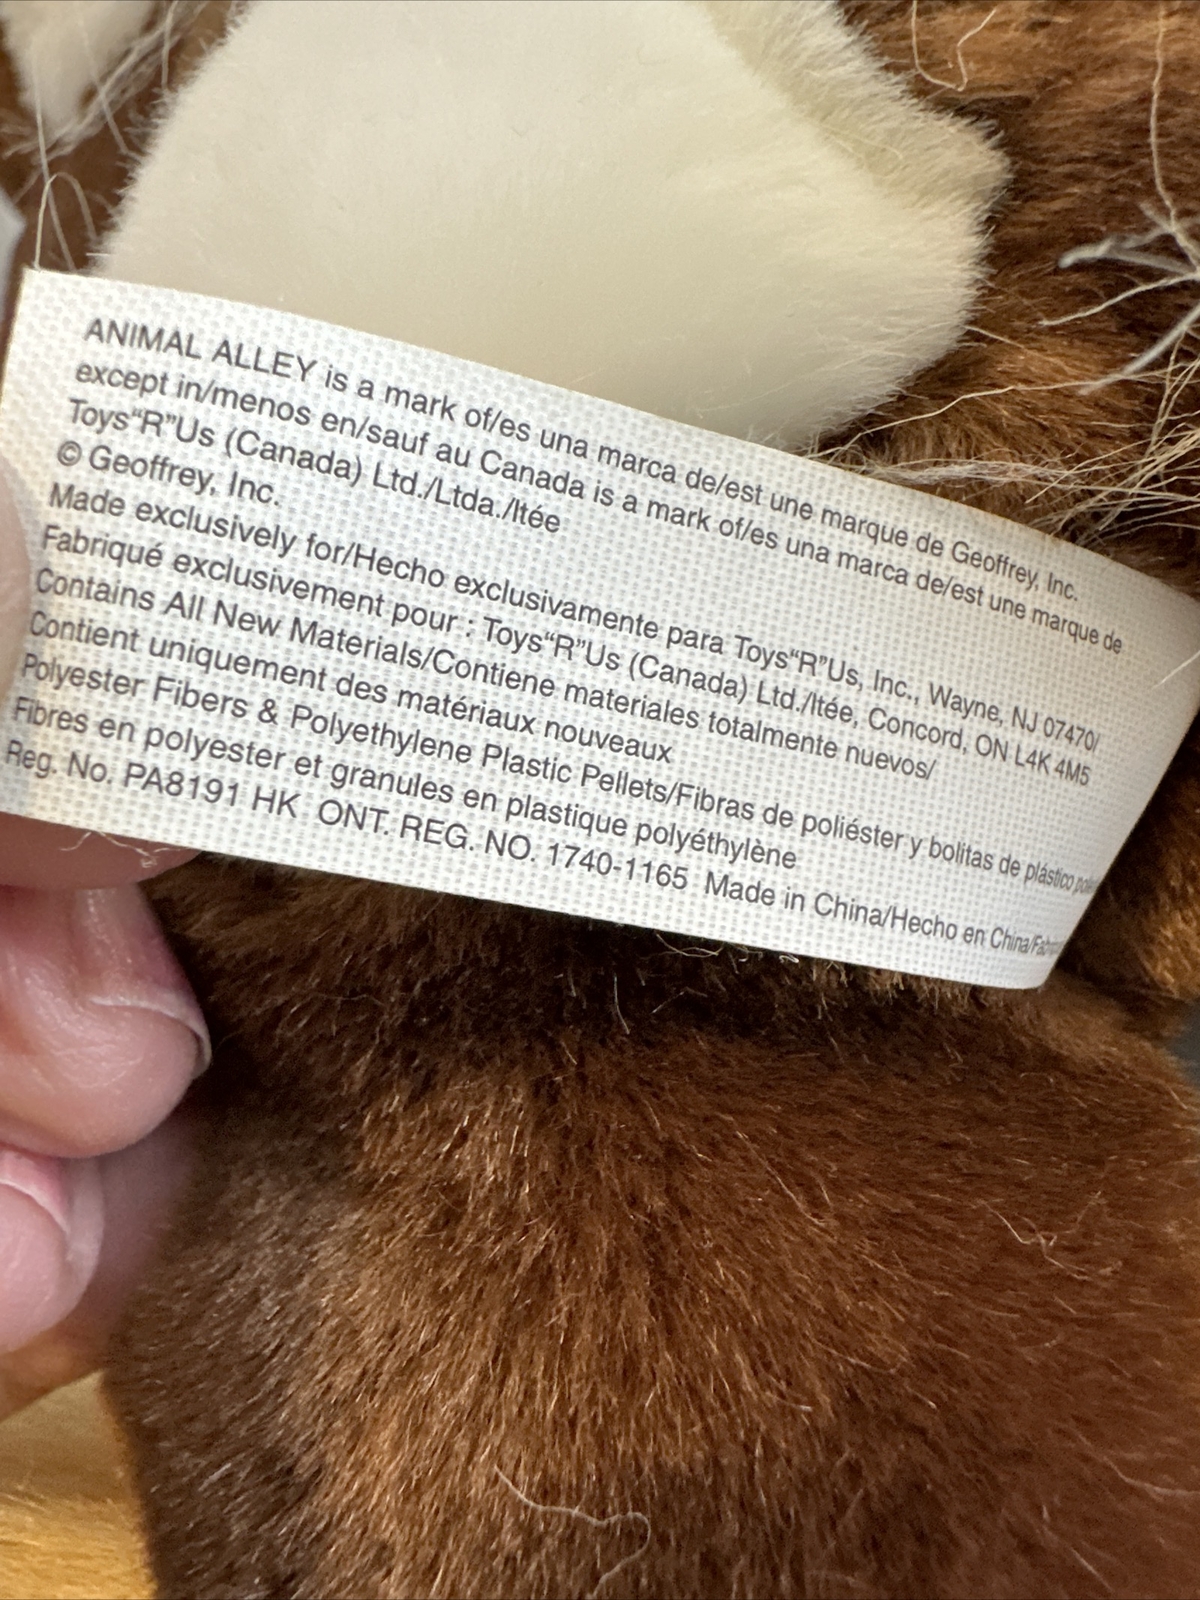 ANIMAL ALLEY is a mark of/es una marca de/est une marque de Geoffrey, Inc.
except in/menos en/sauf au Canada is a mark of/es una marca de/est une marque de
Toys“R”Us (Canada) Ltd./Ltda./ltée
© Geoffrey, Inc.
Made exclusively for/Hecho exclusivamente para Toys“R”Us, Inc., Wayne, NJ 07470/
Fabriqué exclusivement pour : Toys“R”Us (Canada) Ltd./ltée, Concord, ON L4K 4M5
Contains All New Materials/Contiene materiales totalmente nuevos/
Contient uniquement des matériaux nouveaux
Polyester Fibers & Polyethylene Plastic Pellets/Fibras de poliéster y bolitas de plástico
Fibres en polyester et granules en plastique polyéthylène
Reg. No. PA8191 HK ONT. REG. NO. 1740-1165 Made in China/Hecho en China/